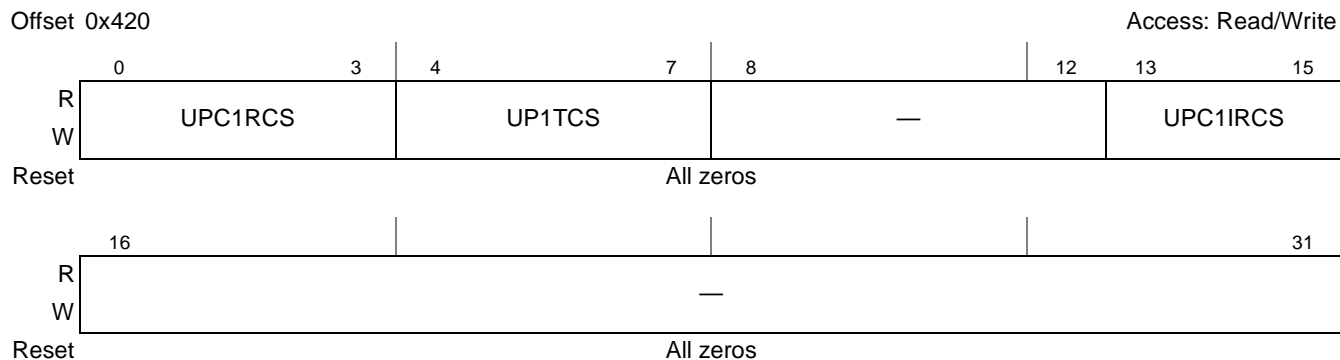 Offset 0x420 Access: Read/Write
0 3 4 7 8 12 13 15
R
W
UPC1RCS UP1TCS — UPC1IRCS
Reset All zeros
16 31
R
W
—
Reset All zeros